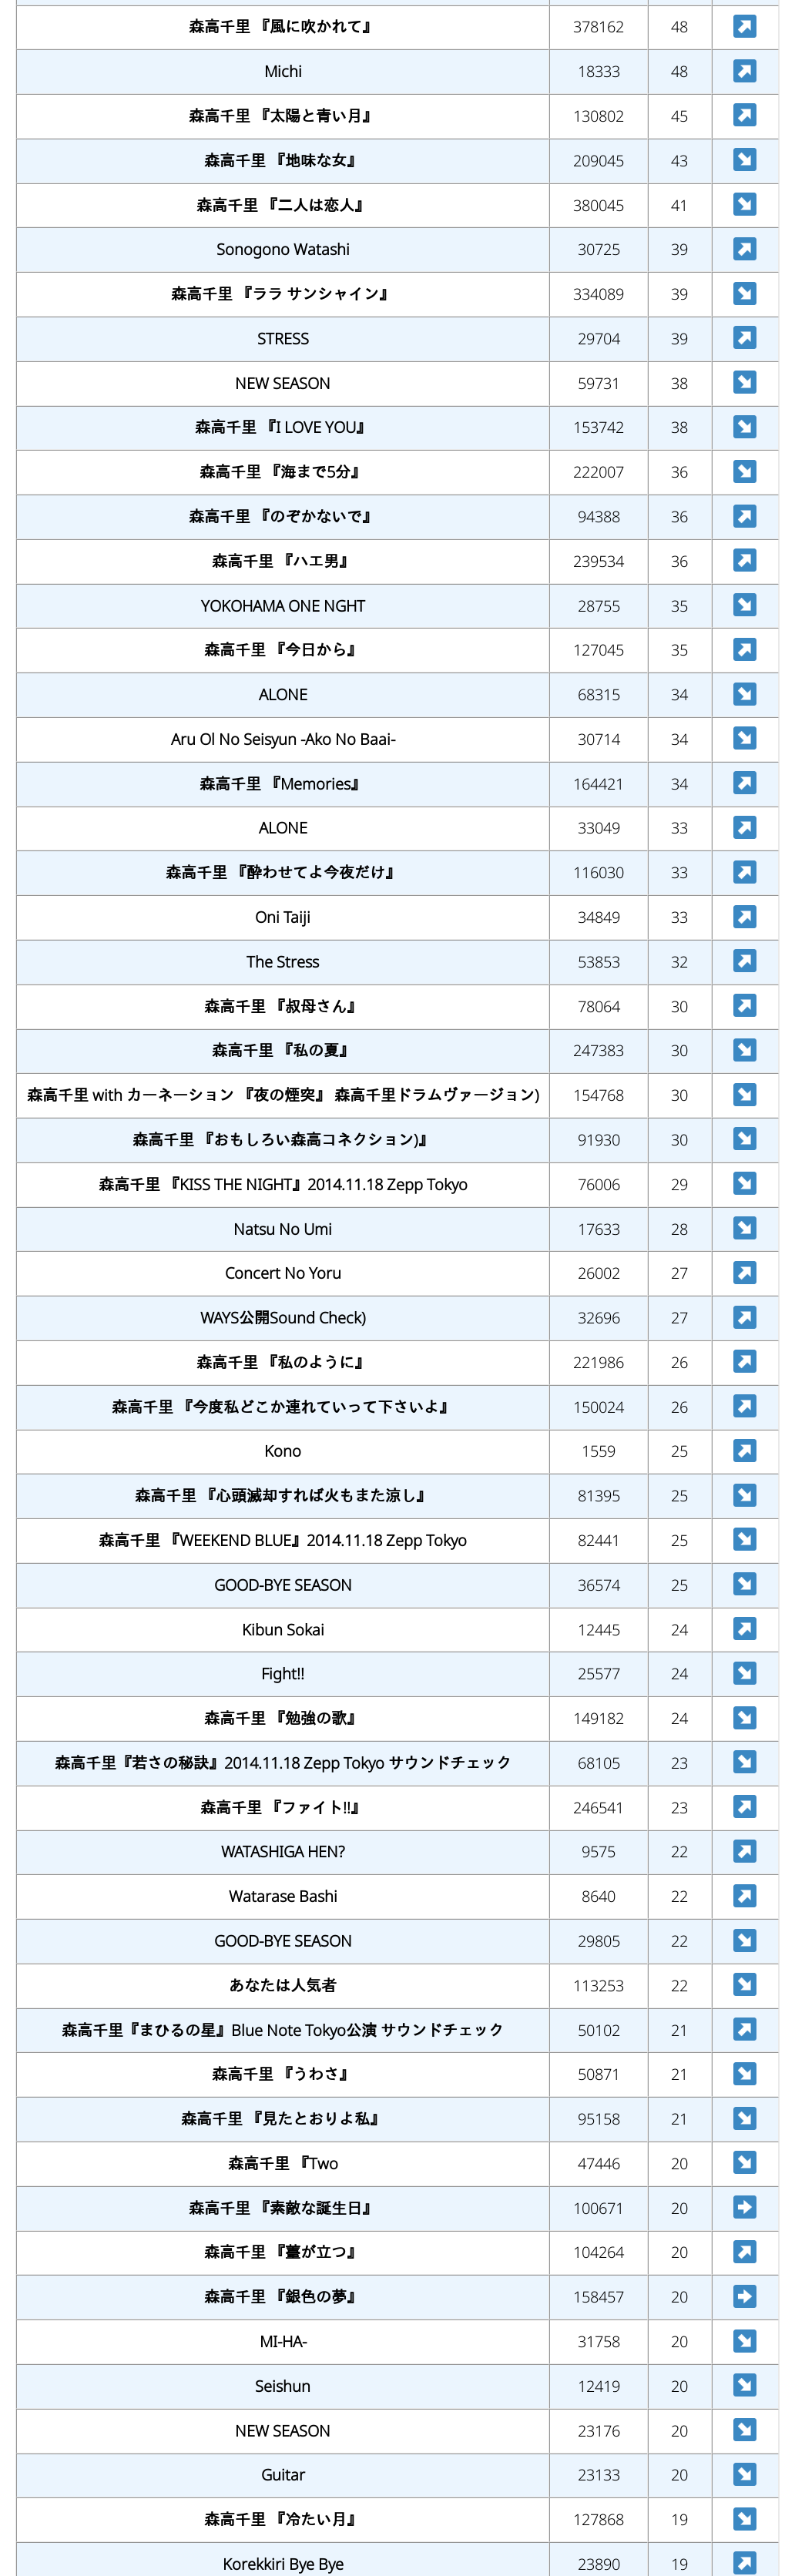 森高千里 『風に吹かれて』 378162 48
Michi 18333 48
森高千里 『太陽と青い月』 130802 45
森高千里 『地味な女』 209045 43
森高千里 『二人は恋人』 380045 41
Sonogono Watashi 30725 39
森高千里 『ララ サンシャイン』 334089 39
STRESS 29704 39
NEW SEASON 59731 38
森高千里 『I LOVE YOU』 153742 38
森高千里 『海まで5分』 222007 36
森高千里 『のぞかないで』 94388 36
森高千里 『ハエ男』 239534 36
YOKOHAMA ONE NGHT 28755 35
森高千里 『今日から』 127045 35
ALONE 68315 34
Aru Ol No Seisyun -Ako No Baai- 30714 34
森高千里 『Memories』 164421 34
ALONE 33049 33
森高千里 『酔わせてよ今夜だけ』 116030 33
Oni Taiji 34849 33
The Stress 53853 32
森高千里 『叔母さん』 78064 30
森高千里 『私の夏』 247383 30
森高千里 with カーネーション 『夜の煙突』 森高千里ドラムヴァージョン) 154768 30
森高千里 『おもしろい森高コネクション)』 91930 30
森高千里 『KISS THE NIGHT』2014.11.18 Zepp Tokyo 76006 29
Natsu No Umi 17633 28
Concert No Yoru 26002 27
WAYS公開Sound Check) 32696 27
森高千里 『私のように』 221986 26
森高千里 『今度私どこか連れていって下さいよ』 150024 26
Kono 1559 25
森高千里 『心頭滅却すれば火もまた涼し』 81395 25
森高千里 『WEEKEND BLUE』2014.11.18 Zepp Tokyo 82441 25
GOOD-BYE SEASON 36574 25
Kibun Sokai 12445 24
Fight!! 25577 24
森高千里 『勉強の歌』 149182 24
森高千里『若さの秘訣』2014.11.18 Zepp Tokyo サウンドチェック 68105 23
森高千里 『ファイト!!』 246541 23
WATASHIGA HEN? 9575 22
Watarase Bashi 8640 22
GOOD-BYE SEASON 29805 22
あなたは人気者 113253 22
森高千里『まひるの星』Blue Note Tokyo公演 サウンドチェック 50102 21
森高千里 『うわさ』 50871 21
森高千里 『見たとおりよ私』 95158 21
森高千里 『Two 47446 20
森高千里 『素敵な誕生日』 100671 20
森高千里 『薹が立つ』 104264 20
森高千里 『銀色の夢』 158457 20
MI-HA- 31758 20
Seishun 12419 20
NEW SEASON 23176 20
Guitar 23133 20
森高千里 『冷たい月』 127868 19
Korekkiri Bye Bye 23890 19